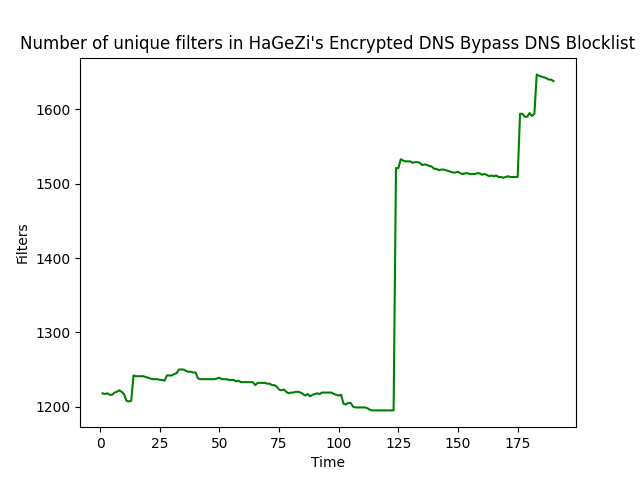 Number of unique filters in HaGeZi's Encrypted DNS Bypass DNS Blocklist
1600
1500
1400
1300
1200
Filters
0 25 50 75 100 125 150 175
Time